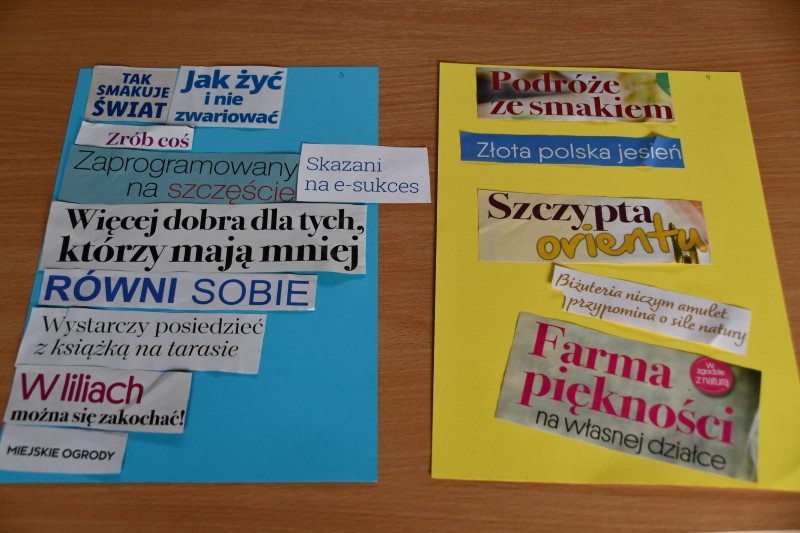 TAK
SMAKUJE
ŚWIAT
Jak żyć
i nie
zwariować
3
Zrób coś
Zaprogramowany
na szczęście
Skazani
na e-sukces
Więcej dobra dla tych,
którzy mają mniej
RÓWNI SOBIE
Wystarczy posiedzieć
z książką na tarasie
W liliach
można się zakochać!
MIEJSKIE OGRODY
4
Podróże
ze smakiem
Złota polska jesień
Szczypta
orientu
Biżuteria niczym amulet.
przypomina o sile natury
Farma
piękności
na własnej działce
W
zgodzie
z naturą